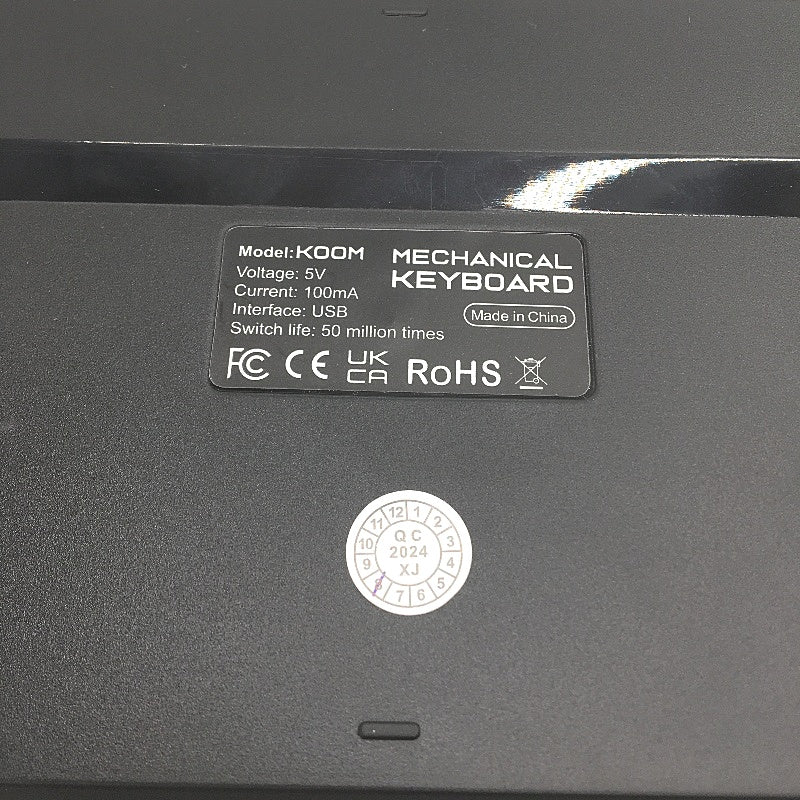 Model: KOOM
MECHANICAL
KEYBOARD
Voltage: 5V
Current: 100mA
Interface: USB
Switch life: 50 million times
Made in China
FC CE UK
CA RoHS
12 1 2 3 4 5 6 7 8 9 10 11
QC
2024
XJ